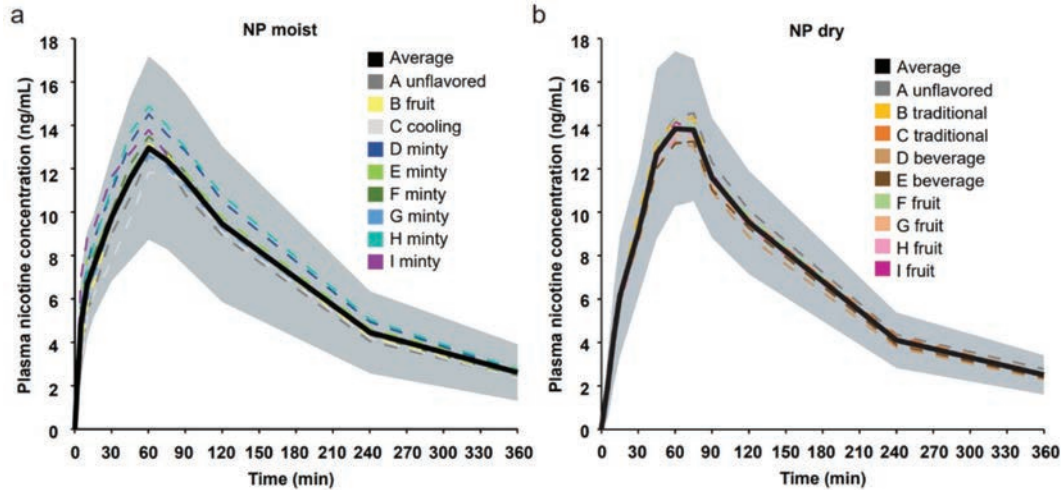 a
NP moist
Plasma nicotine concentration (ng/mL)
18
16
14
12
10
8
6
4
2
0
0 30 60 90 120 150 180 210 240 270 300 330 360
Time (min)
Average
A unflavored
B fruit
C cooling
D minty
E minty
F minty
G minty
H minty
I minty
b
NP dry
Plasma nicotine concentration (ng/mL)
18
16
14
12
10
8
6
4
2
0
0 30 60 90 120 150 180 210 240 270 300 330 360
Time (min)
Average
A unflavored
B traditional
C traditional
D beverage
E beverage
F fruit
G fruit
H fruit
I fruit